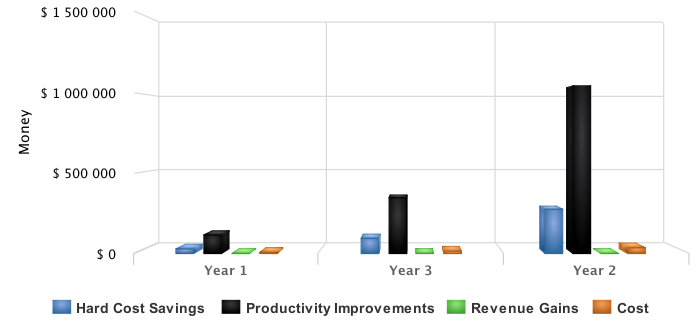 $ 1 500 000
$ 1 000 000
$ 500 000
$ 0
Money
Year 1
Year 3
Year 2
Hard Cost Savings
Productivity Improvements
Revenue Gains
Cost